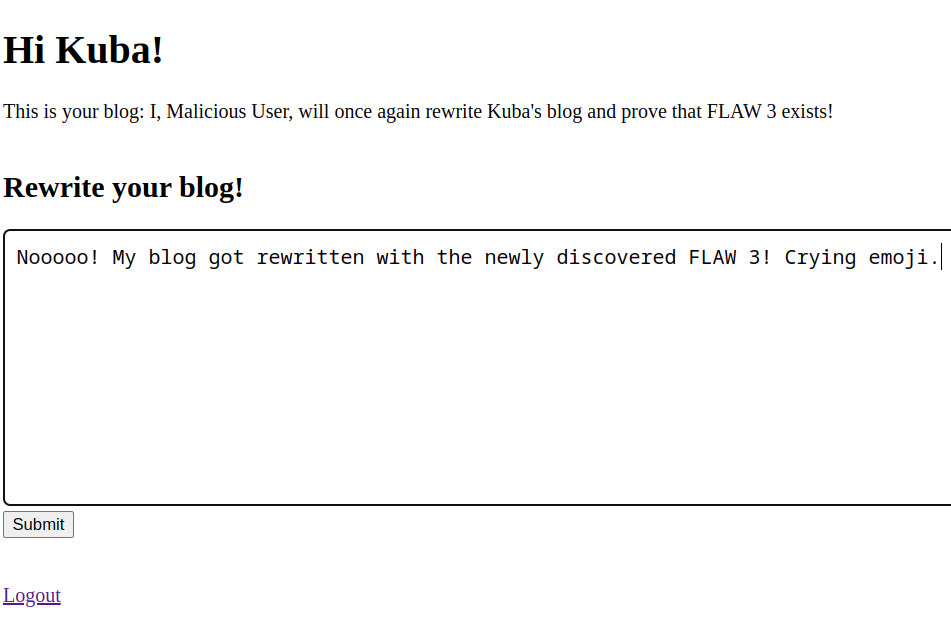 Hi Kuba!
This is your blog: I, Malicious User, will once again rewrite Kuba's blog and prove that FLAW 3 exists!
Rewrite your blog!
Nooooo! My blog got rewritten with the newly discovered FLAW 3! Crying emoji.
Submit
Logout